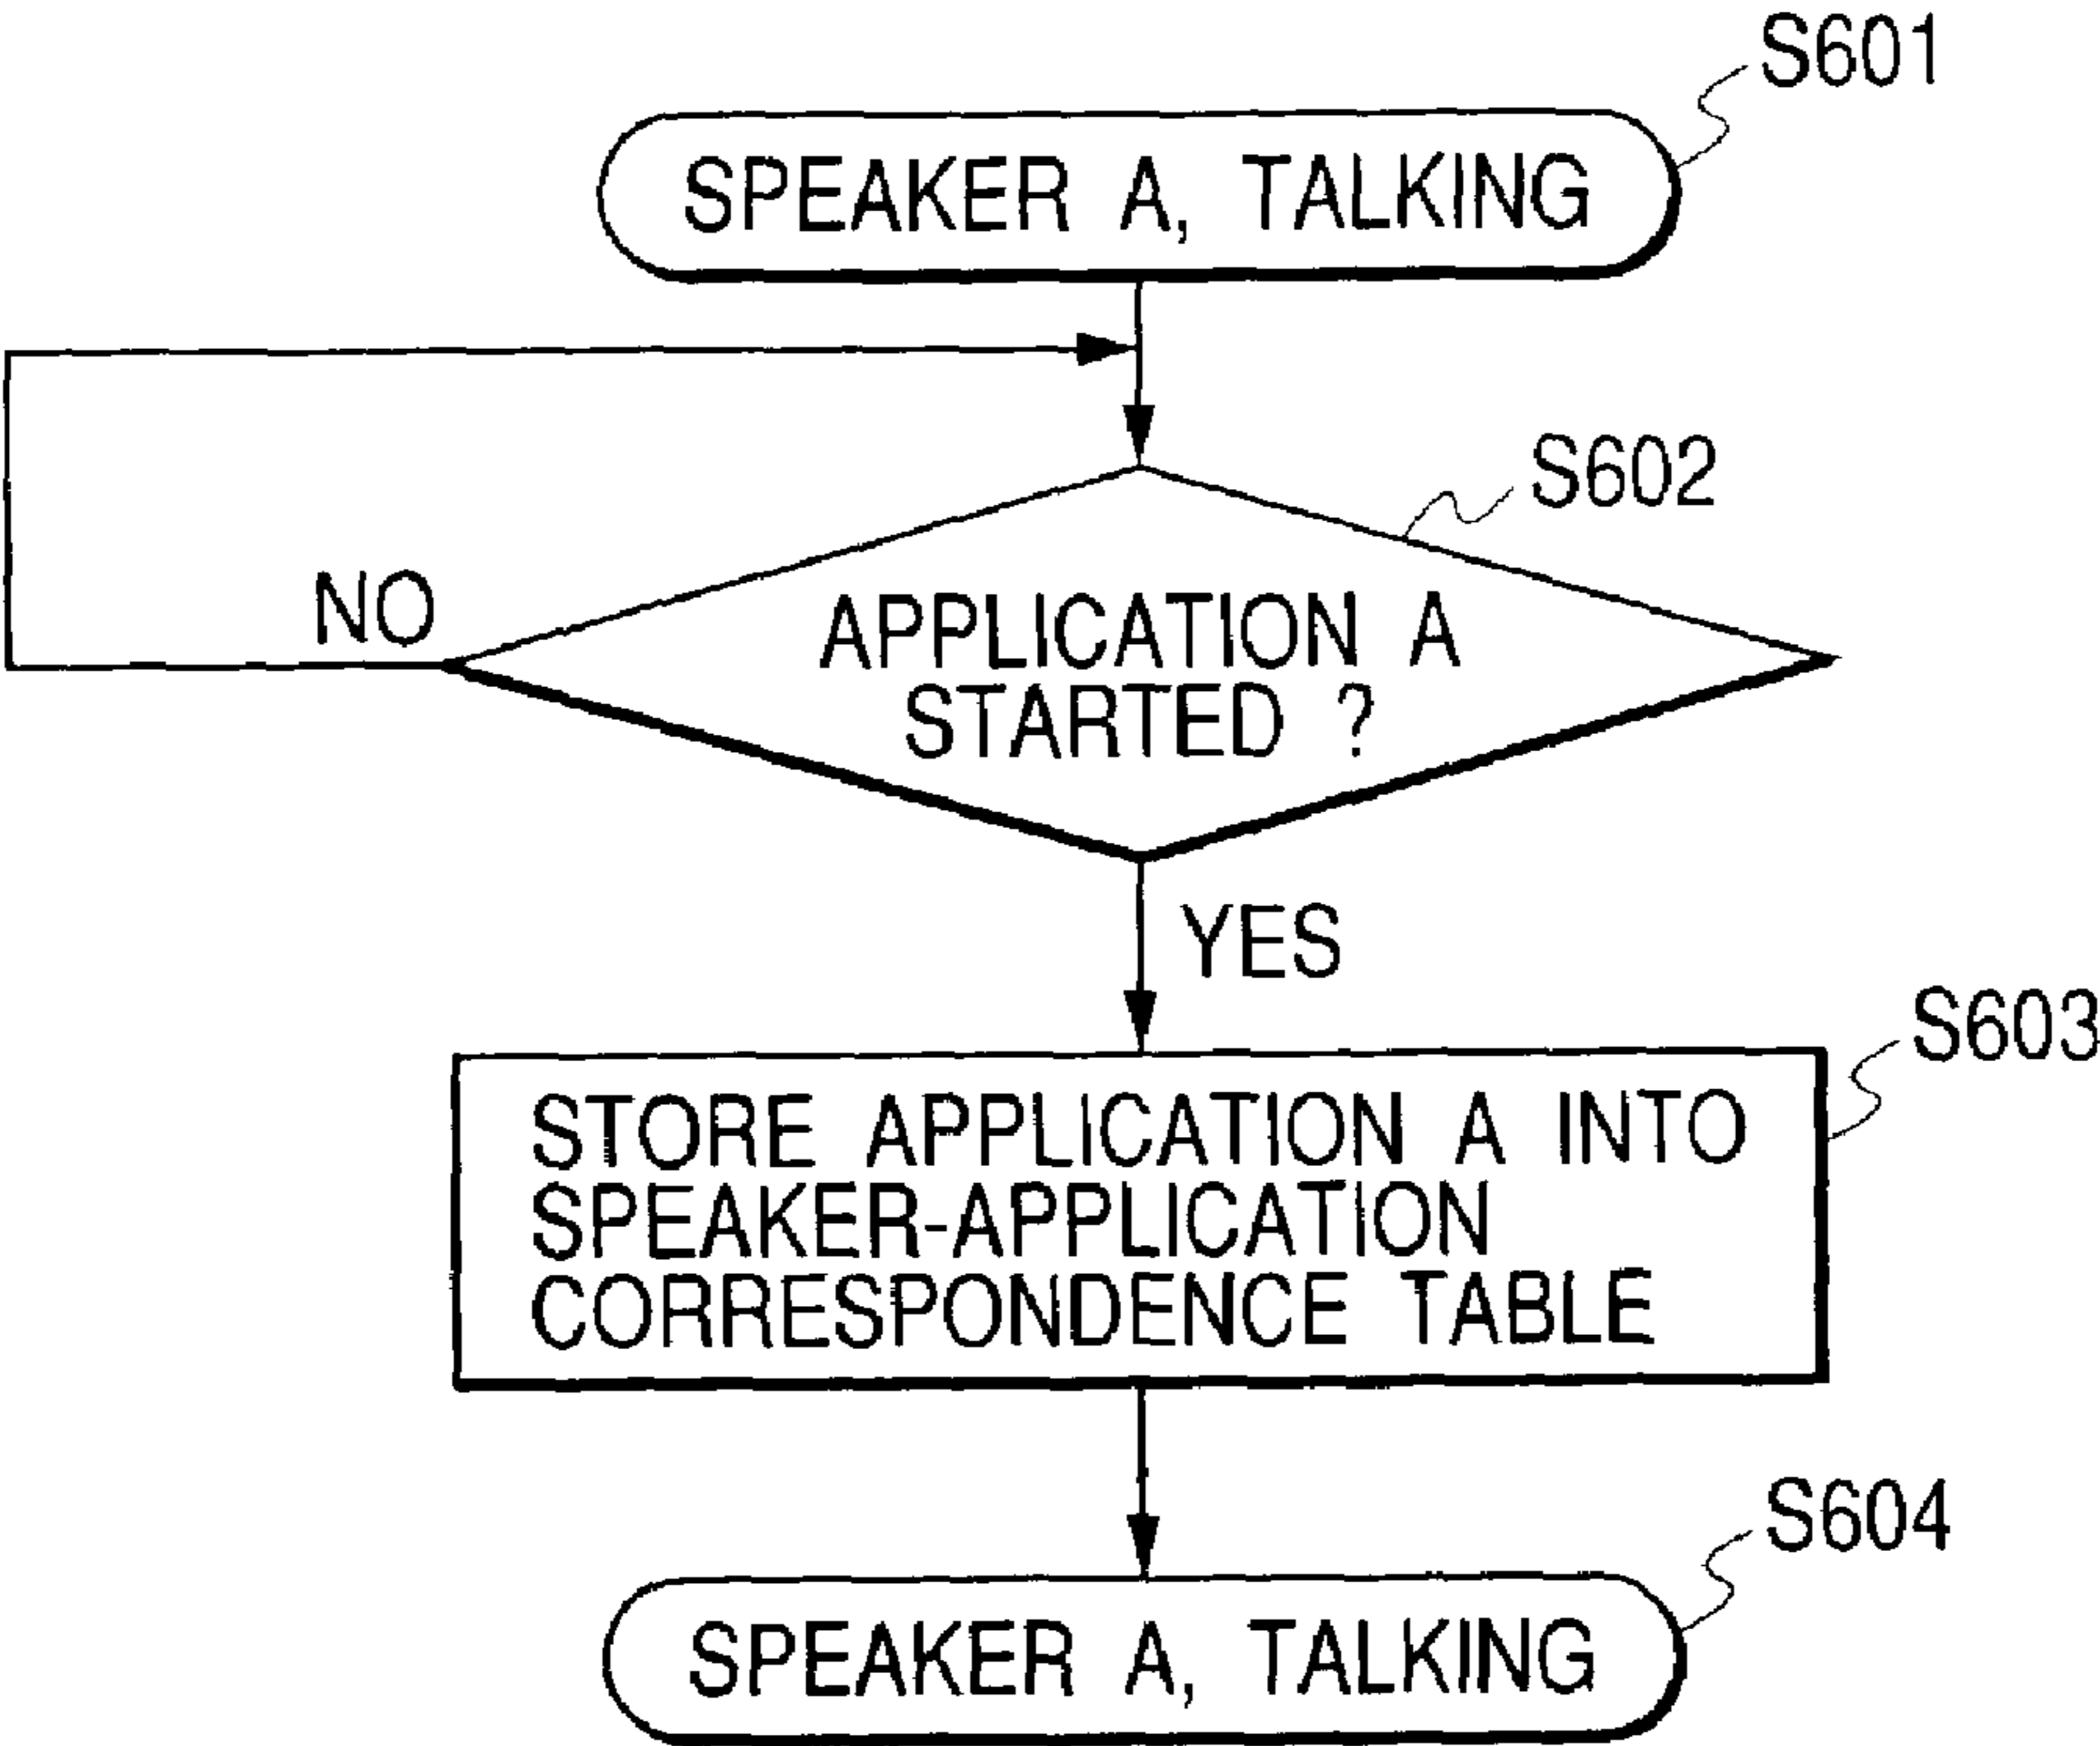 S601
SPEAKER A, TALKING
S602
NO
APPLICATION A
STARTED ?
YES
S603
STORE APPLICATION A INTO
SPEAKER-APPLICATION
CORRESPONDENCE TABLE
S604
SPEAKER A, TALKING